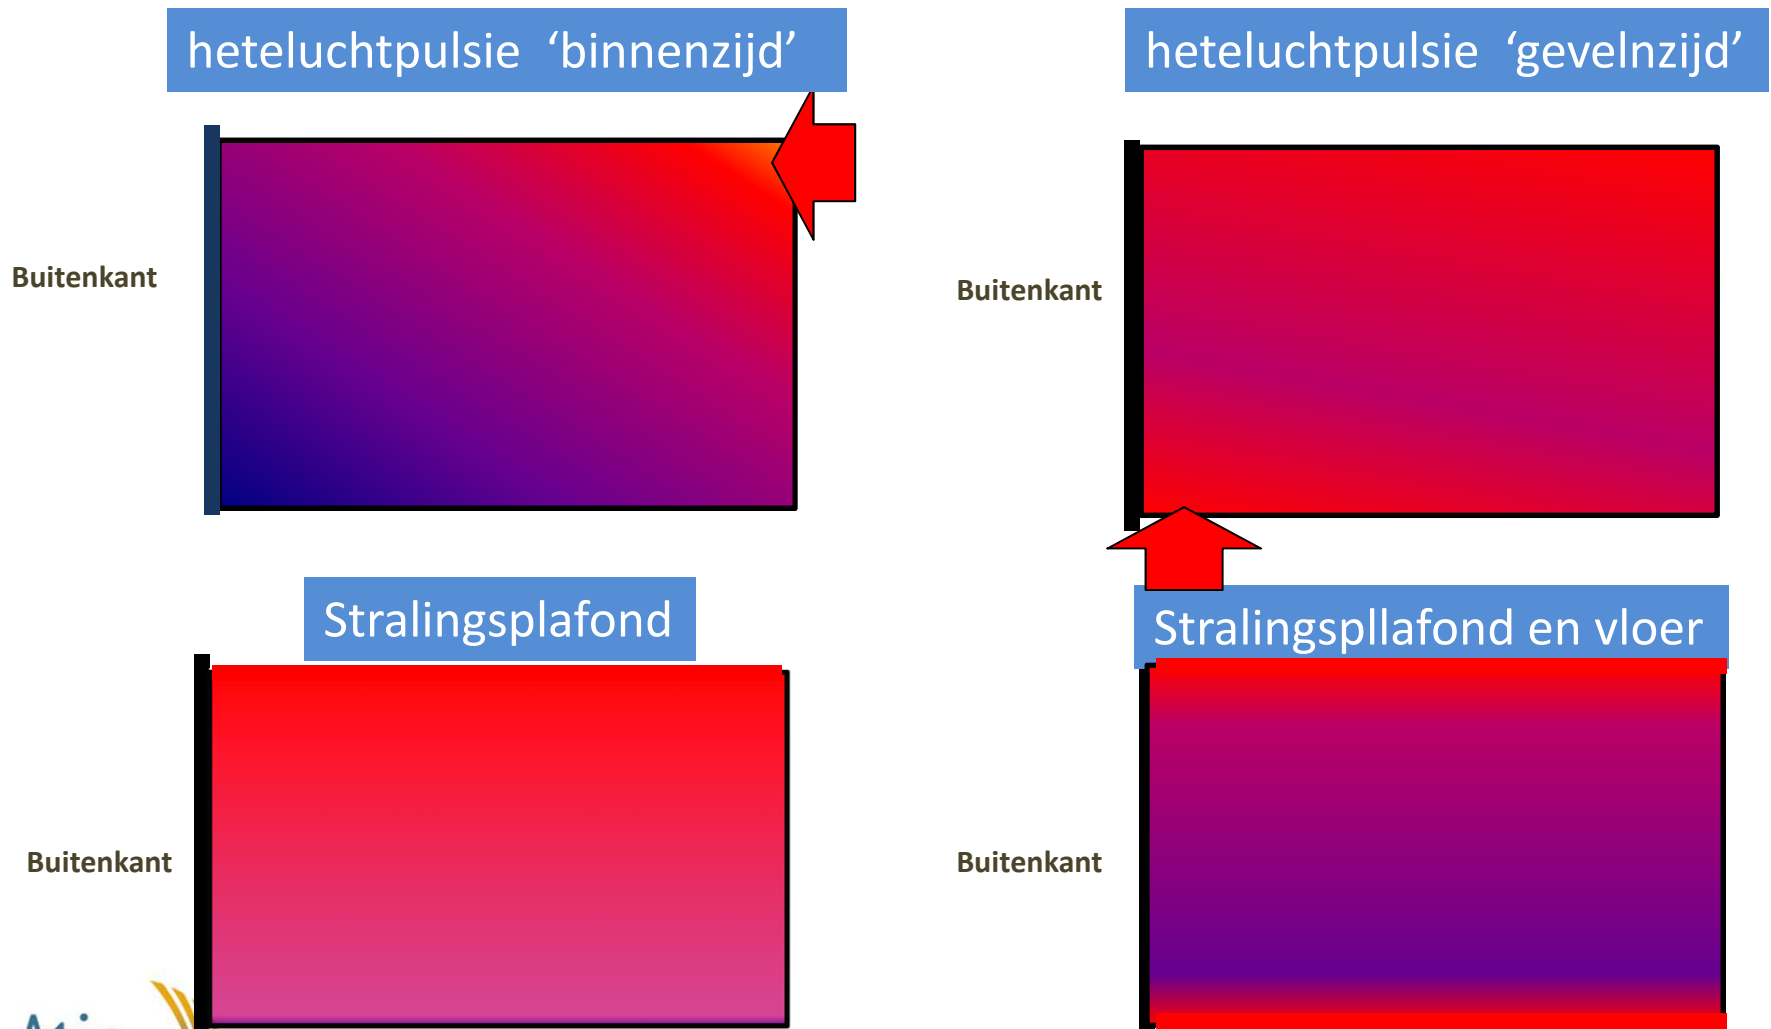 heteluchtpulsie ‘binnenzijd’
heteluchtpulsie ‘gevelnzijd’
Buitenkant
Buitenkant
Stralingsplafond
Stralingspllafond en vloer
Buitenkant
Buitenkant